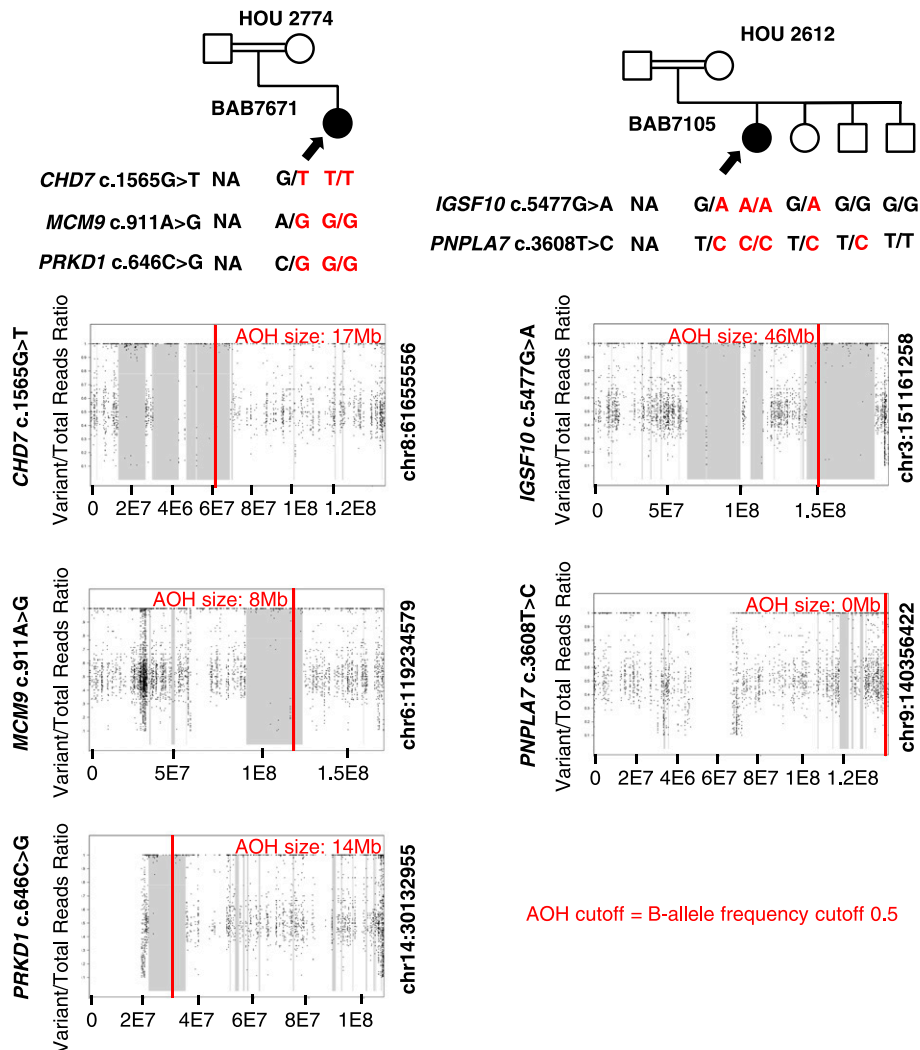 HOU 2774
BAB7671
CHD7 c.1565G>T NA G/T T/T
MCM9 c.911A>G NA A/G G/G
PRKD1 c.646C>G NA C/G G/G
HOU 2612
BAB7105
IGSF10 c.5477G>A NA G/A A/A G/A G/G G/G
PNPLA7 c.3608T>C NA T/C C/C T/C T/C T/T
CHD7 c.1565G>T
Variant/Total Reads Ratio
AOH size: 17Mb
chr8:61655556
0 2E7 4E6 6E7 8E7 1E8 1.2E8
IGSF10 c.5477G>A
Variant/Total Reads Ratio
AOH size: 46Mb
chr3:151161258
0 5E7 1E8 1.5E8
MCM9 c.911A>G
Variant/Total Reads Ratio
AOH size: 8Mb
chr6:119234579
0 5E7 1E8 1.5E8
PNPLA7 c.3608T>C
Variant/Total Reads Ratio
AOH size: 0Mb
chr9:140356422
0 2E7 4E6 6E7 8E7 1E8 1.2E8
PRKD1 c.646C>G
Variant/Total Reads Ratio
AOH size: 14Mb
chr14:30132955
0 2E7 4E7 6E7 8E7 1E8
AOH cutoff = B-allele frequency cutoff 0.5